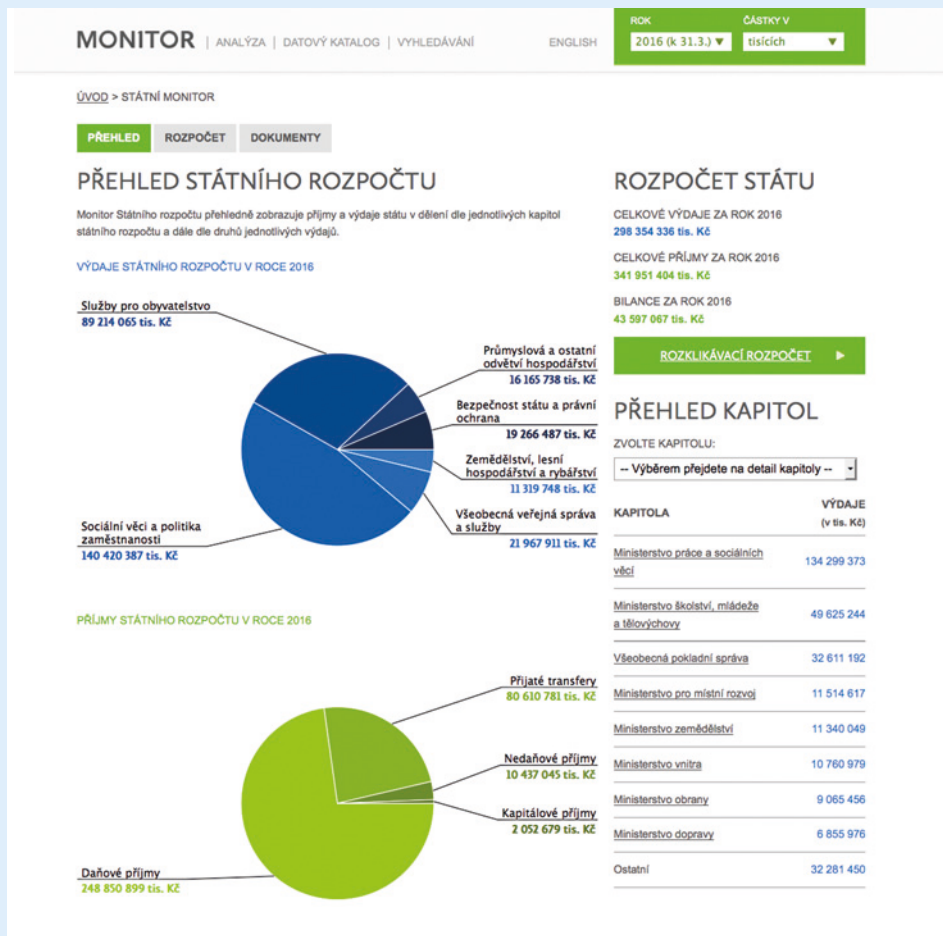 MONITOR | ANALÝZA | DATOVÝ KATALOG | VYHLEDÁVÁNÍ ENGLISH
ROK ČÁSTKY V
2016 (k 31.3.) ▼ tisících ▼
ÚVOD > STÁTNÍ MONITOR
PŘEHLED ROZPOČET DOKUMENTY
PŘEHLED STÁTNÍHO ROZPOČTU
Monitor Státního rozpočtu přehledně zobrazuje příjmy a výdaje státu v dělení dle jednotlivých kapitol
státního rozpočtu a dále dle druhů jednotlivých výdajů.
VÝDAJE STÁTNÍHO ROZPOČTU V ROCE 2016
Služby pro obyvatelstvo
89 214 065 tis. Kč
Průmyslová a ostatní
odvětví hospodářství
16 165 738 tis. Kč
Bezpečnost státu a právní
ochrana
19 266 487 tis. Kč
Zemědělství, lesní
hospodářství a rybářství
11 319 748 tis. Kč
Všeobecná veřejná správa
a služby
21 967 911 tis. Kč
Sociální věci a politika
zaměstnanosti
140 420 387 tis. Kč
PŘÍJMY STÁTNÍHO ROZPOČTU V ROCE 2016
Přijaté transfery
80 610 781 tis. Kč
Nedaňové příjmy
10 437 045 tis. Kč
Kapitálové příjmy
2 052 679 tis. Kč
Daňové příjmy
248 850 899 tis. Kč
ROZPOČET STÁTU
CELKOVÉ VÝDAJE ZA ROK 2016
298 354 336 tis. Kč
CELKOVÉ PŘÍJMY ZA ROK 2016
341 951 404 tis. Kč
BILANCE ZA ROK 2016
43 597 067 tis. Kč
ROZKLIKÁVACÍ ROZPOČET ▶
PŘEHLED KAPITOL
ZVOLTE KAPITOLU:
-- Výběrem přejdete na detail kapitoly --
KAPITOLA VÝDAJE
(v tis. Kč)
Ministerstvo práce a sociálních
věcí 134 299 373
Ministerstvo školství, mládeže
a tělovýchovy 49 625 244
Všeobecná pokladní správa 32 611 192
Ministerstvo pro místní rozvoj 11 514 617
Ministerstvo zemědělství 11 340 049
Ministerstvo vnitra 10 760 979
Ministerstvo obrany 9 065 456
Ministerstvo dopravy 6 855 976
Ostatní 32 281 450